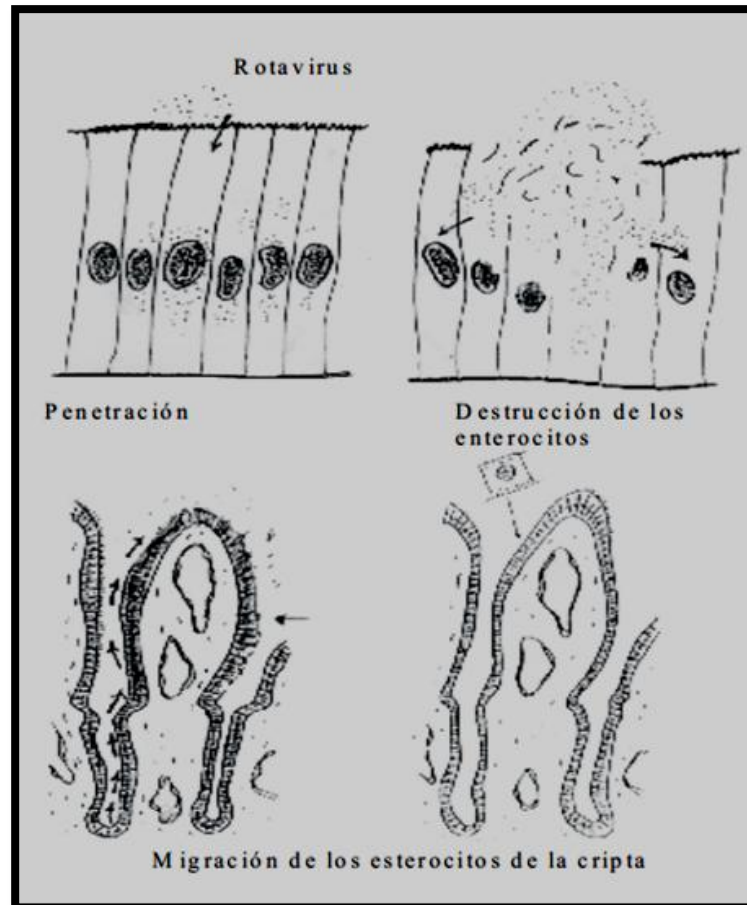 Rotavirus
Penetración
Destrucción de los
enterocitos
Migración de los esterocitos de la cripta